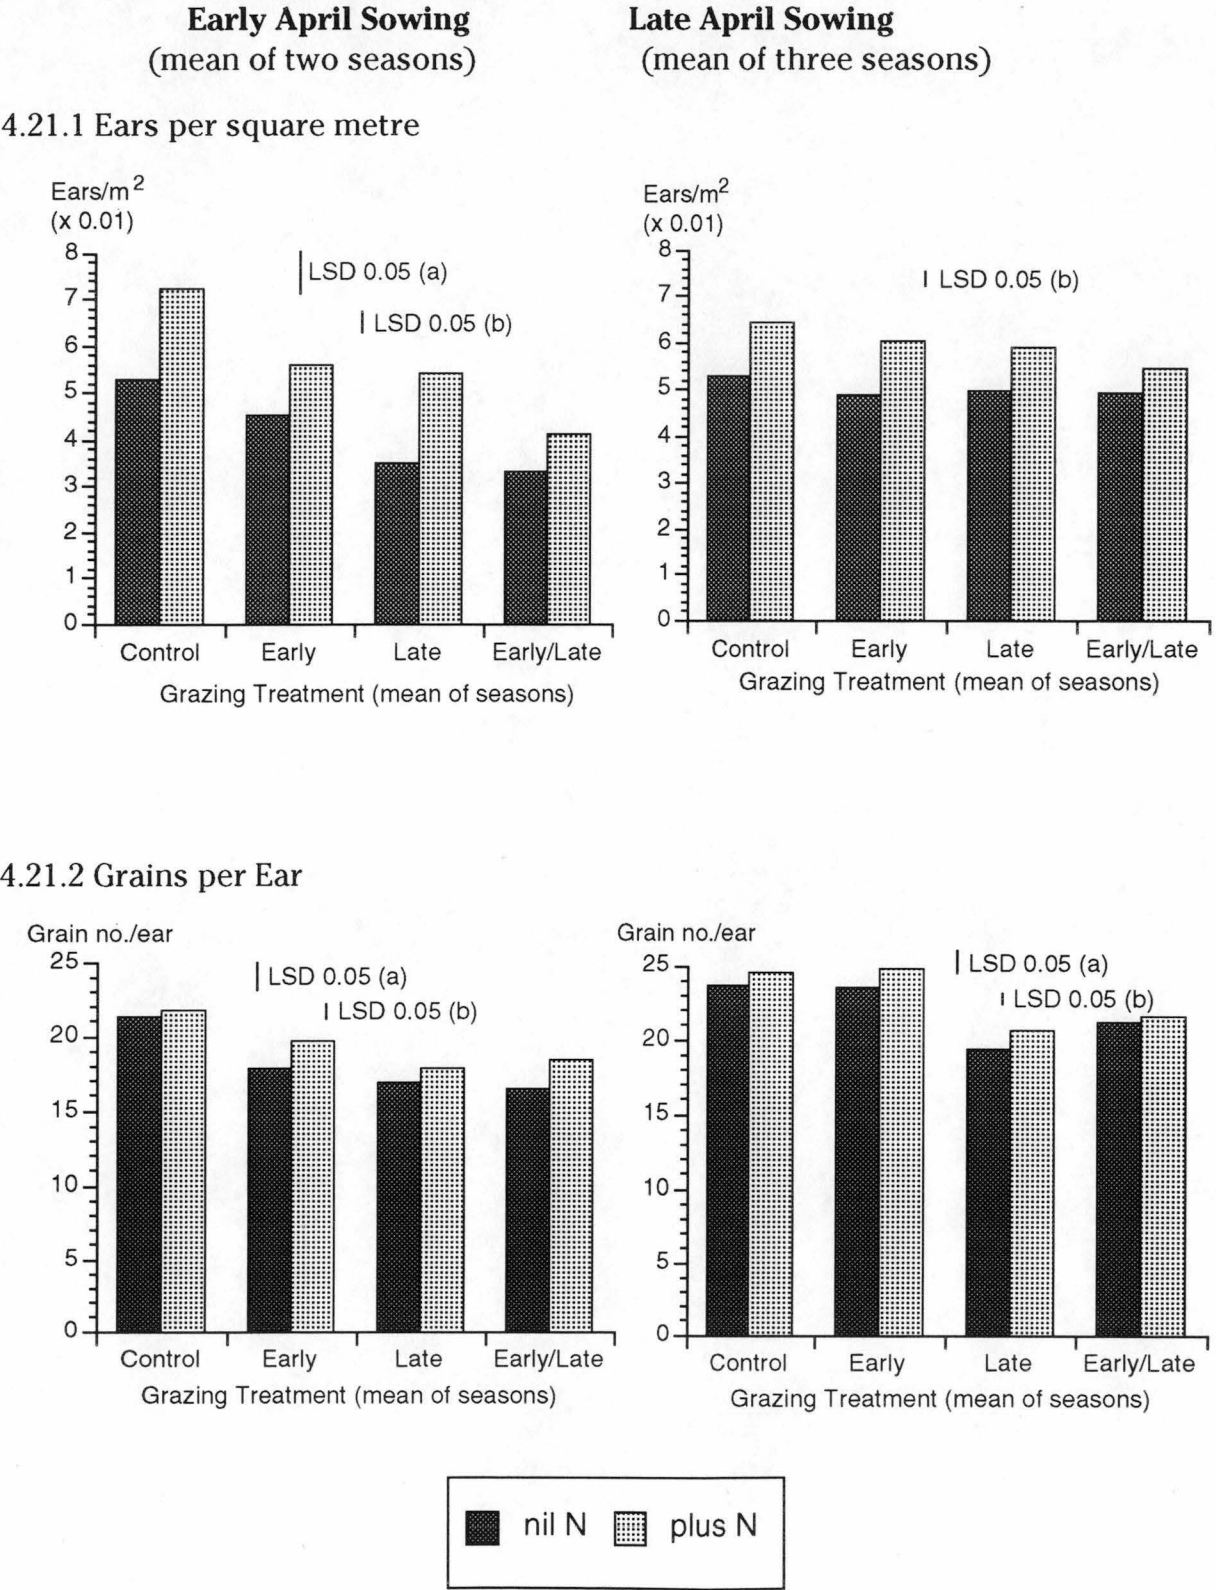 Early April Sowing
(mean of two seasons)
Late April Sowing
(mean of three seasons)
4.21.1 Ears per square metre
Ears/m2
(x 0.01)
8
7
6
5
4
3
2
1
0
LSD 0.05 (a)
LSD 0.05 (b)
Control Early Late Early/Late
Grazing Treatment (mean of seasons)
Ears/m2
(x 0.01)
8
7
6
5
4
3
2
1
0
LSD 0.05 (b)
Control Early Late Early/Late
Grazing Treatment (mean of seasons)
4.21.2 Grains per Ear
Grain no./ear
25
20
15
10
5
0
LSD 0.05 (a)
LSD 0.05 (b)
Control Early Late Early/Late
Grazing Treatment (mean of seasons)
Grain no./ear
25
20
15
10
5
0
LSD 0.05 (a)
LSD 0.05 (b)
Control Early Late Early/Late
Grazing Treatment (mean of seasons)
nil N plus N